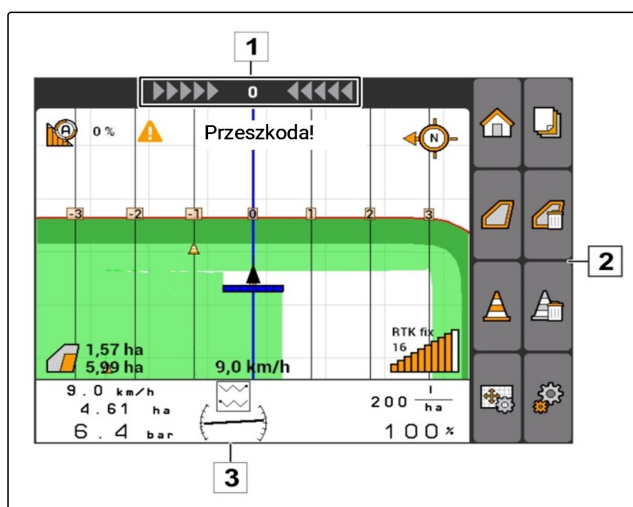 1
0
A 0 % Przeszkoda! N
-3 -2 -1 0 1 2 3
2
1,57 ha
5,99 ha
9,0 km/h
RTK fix
16
9.0 km/h
4.61 ha
6.4 bar
200 l/ha
100%
3